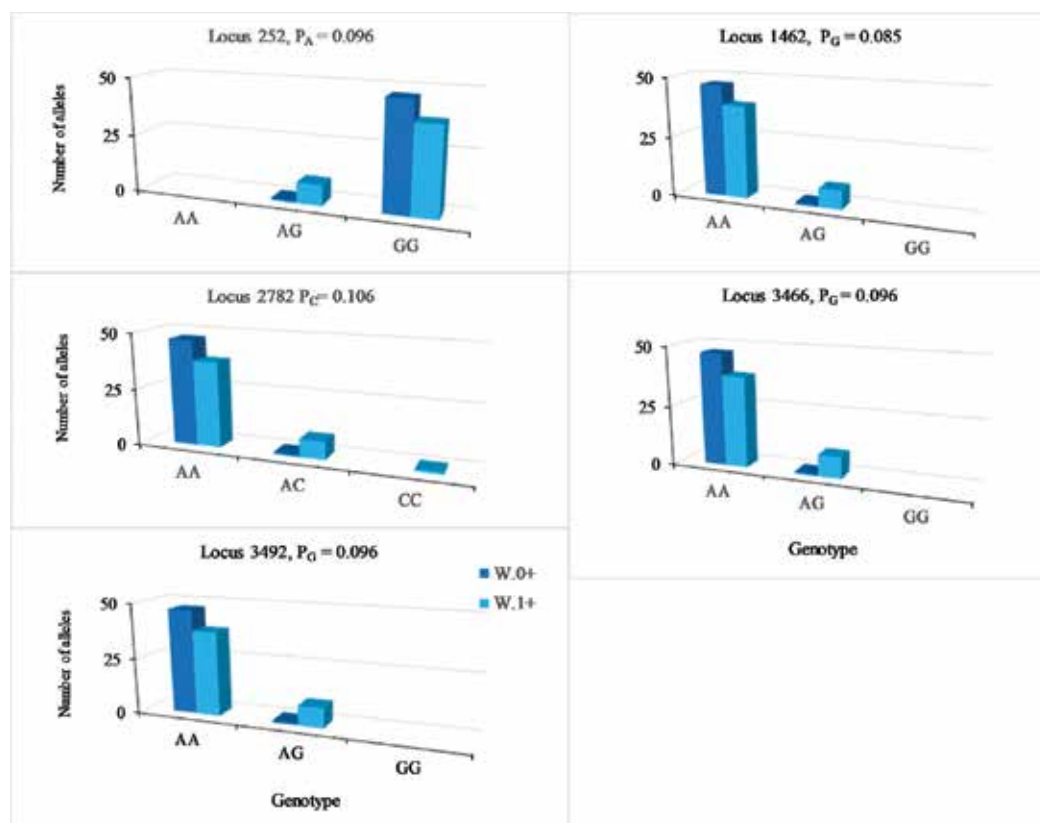 Locus 252, PA = 0.096
Number of alleles
50
25
0
AA
AG
GG
Locus 1462, PG = 0.085
50
25
0
AA
AG
GG
Locus 2782 PC= 0.106
Number of alleles
50
25
0
AA
AC
CC
Locus 3466, PG = 0.096
50
25
0
AA
AG
GG
Genotype
Locus 3492, PG = 0.096
W.0+
W.1+
Number of alleles
50
25
0
AA
AG
GG
Genotype